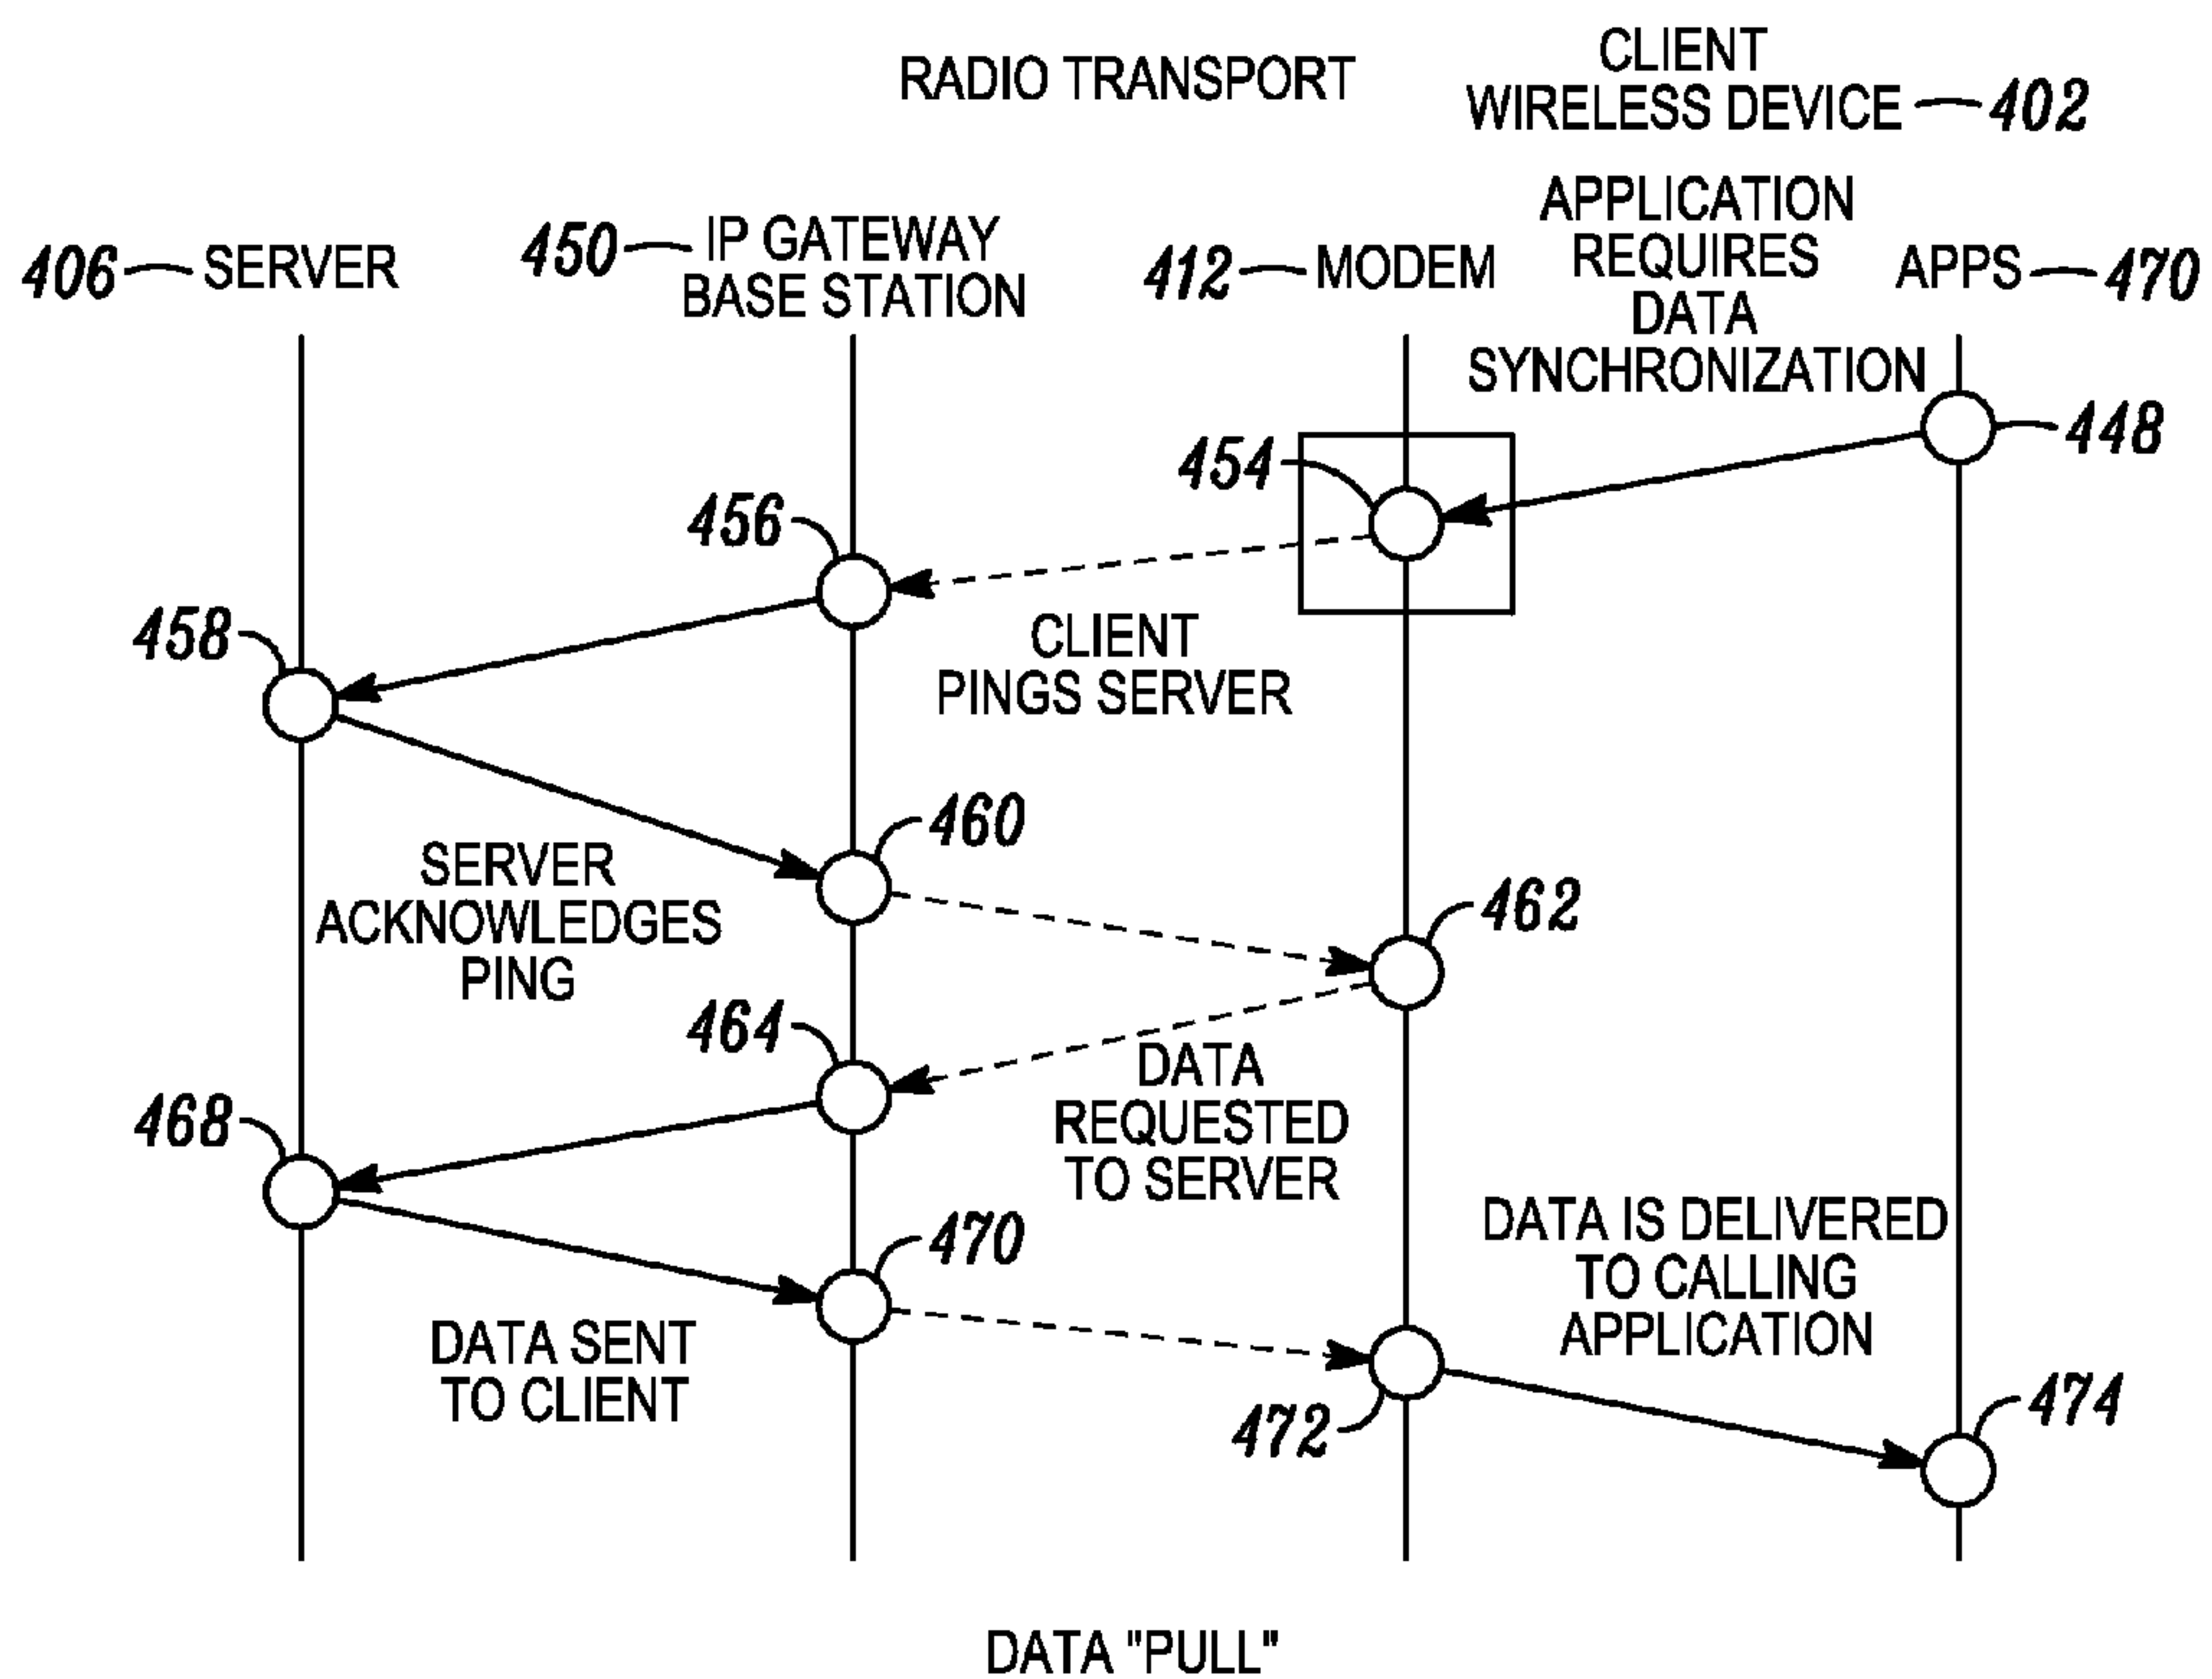 RADIO TRANSPORT
CLIENT
WIRELESS DEVICE 402
406 SERVER
450 IP GATEWAY
BASE STATION
412 MODEM
APPLICATION
REQUIRES
DATA
SYNCHRONIZATION
APPS 470
448
454
456
CLIENT
PINGS SERVER
458
460
SERVER
ACKNOWLEDGES
PING
462
464
DATA
REQUESTED
TO SERVER
468
470
DATA SENT
TO CLIENT
DATA IS DELIVERED
TO CALLING
APPLICATION
472
474
DATA "PULL"